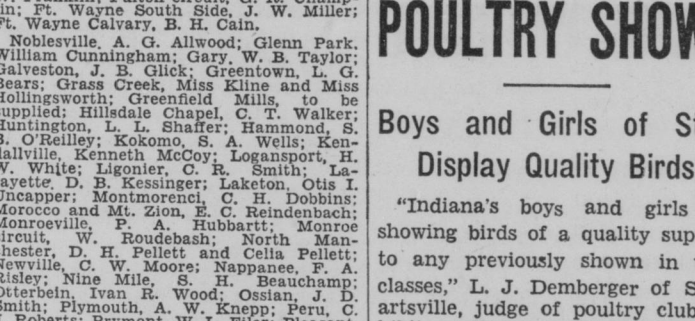 in; Ft. Wayne South Side, J. W. Miller;
Ft. Wayne Calvary, B. H. Cain.
Noblesville, A. G. Allwood; Glenn Park,
William Cunningham; Gary, W. B. Taylor;
Galveston, J. B. Glick; Greentown, L. G.
Bears; Grass Creek, Miss Kline and Miss
Hollingsworth; Greenfield Mills, to be
supplied; Hillsdale Chapel, C. T. Walker;
Huntington, L. L. Shaffer; Hammond, S.
B. O'Reilley; Kokomo, S. A. Wells; Ken-
dallville, Kenneth McCoy; Logansport, H.
W. White; Ligonier, C. R. Smith; La-
ayette, D. B. Kessinger; Laketon, Otis I.
Uncapper; Montmorenci, C. H. Dobbins;
Morocco and Mt. Zion, E. C. Reindenbach;
Monroeville, P. A. Hubbartt; Monroe
ircuit, W. Roudebash; North Man-
chester, D. H. Pellett and Celia Pellett;
Newville, C. W. Moore; Nappanee, F. A.
Risley; Nine Mile, S. H. Beauchamp;
Otterbein, Ivan R. Wood; Ossian, J. D.
Smith; Plymouth, A. W. Knepp; Peru, C.
POULTRY SHOW
Boys and Girls of St
Display Quality Birds
"Indiana's boys and girls
showing birds of a quality sup
to any previously shown in
classes," L. J. Demberger of S
artsville, judge of poultry club